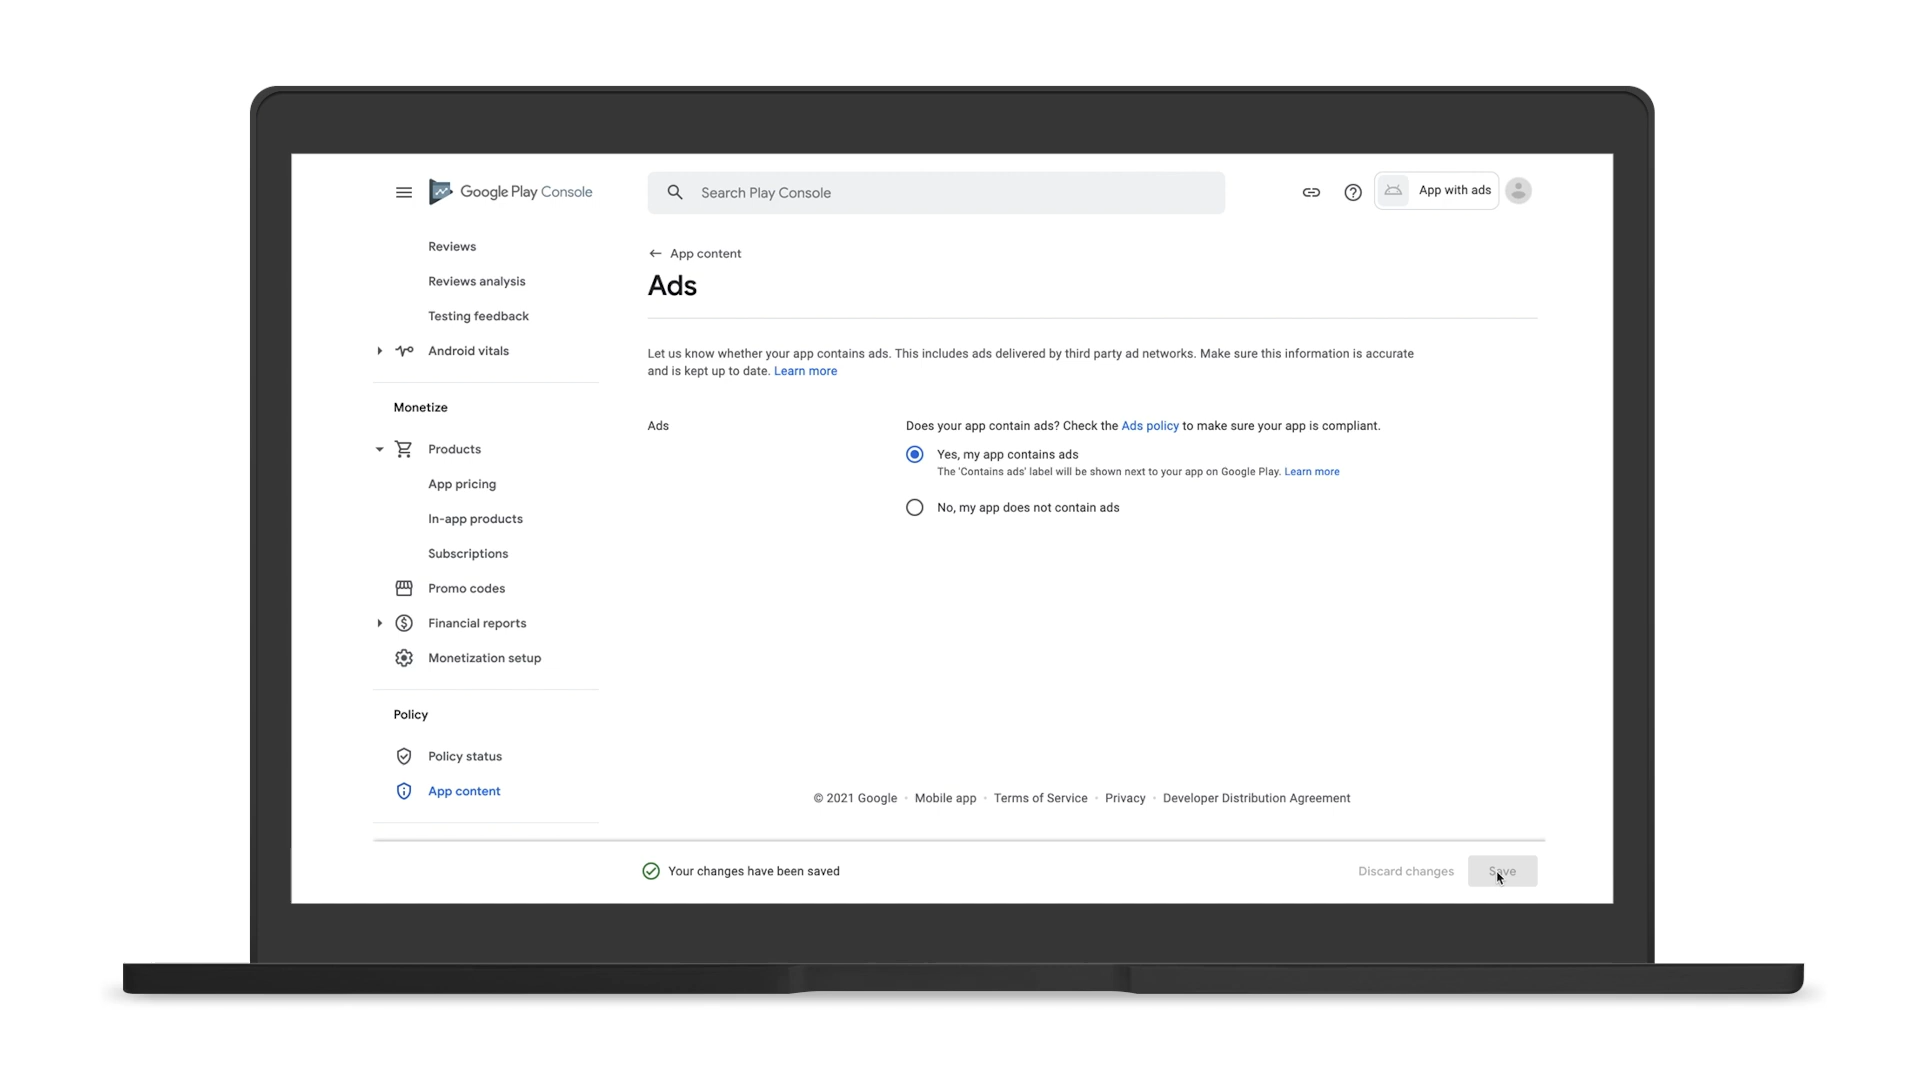 Google Play Console
Search Play Console
App with ads
Reviews
Reviews analysis
Testing feedback
Android vitals
Monetize
Products
App pricing
In-app products
Subscriptions
Promo codes
Financial reports
Monetization setup
Policy
Policy status
App content
App content
Ads
Let us know whether your app contains ads. This includes ads delivered by third party ad networks. Make sure this information is accurate
and is kept up to date. Learn more
Ads
Does your app contain ads? Check the Ads policy to make sure your app is compliant.
Yes, my app contains ads
The 'Contains ads' label will be shown next to your app on Google Play. Learn more
No, my app does not contain ads
© 2021 Google · Mobile app · Terms of Service · Privacy · Developer Distribution Agreement
Your changes have been saved
Discard changes
Save